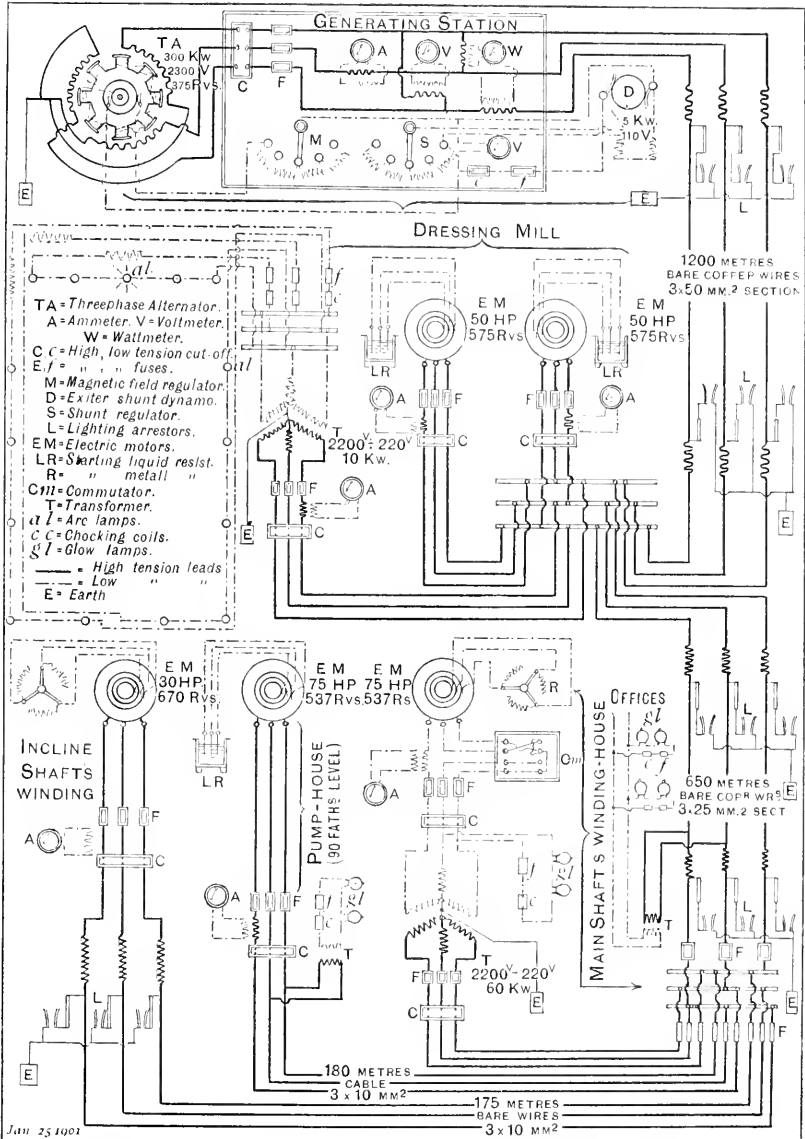 GENERATING STATION
TA
300 KW
2300 V
375 RVS.
C
F
A
V
W
L
M
S
V
D
5 KW
110 V
E
E
L
DRESSING MILL
1200 METRES
BARE COPPER WIRES
3x50 MM.² SECTION
al
f
c
TA = Threephase Alternator.
A = Ammeter. V = Voltmeter.
W = Wattmeter.
C c = High, low tension cut-off.
E f = " , " fuses.
M = Magnetic field regulator.
D = Exiter shunt dynamo.
S = Shunt regulator.
L = Lighting arrestors.
EM = Electric motors.
LR = Starting liquid resist.
R = " metall "
Cm = Commutator.
T = Transformer.
al = Arc lamps.
c c = Chocking coils.
gl = Glow lamps.
= High tension leads
= Low " "
E = Earth
al
LR
EM
50 HP
575 RVS
EM
50 HP
575 RVS
LR
A
F
C
F
A
C
T
2200V-220V
10 KW.
F
A
E
C
L
E
EM
30 HP
670 RVS.
INCLINE
SHAFTS
WINDING
F
A
C
L
E
LR
EM
75 HP
537 RVS.
PUMP-HOUSE
(90 FATHS LEVEL)
A
F
C
f
c
gl
T
EM
75 HP
537 RS
R
Cm
A
F
C
f
c
gl
T
2200V-220V
60 KW
F
C
E
MAIN SHAFTS WINDING-HOUSE
OFFICES
gl
c f
L
E
650 METRES
BARE COPR WRS
3x25 MM.² SECT
T
L
E
F
F
180 METRES
CABLE
3 x 10 MM²
175 METRES
BARE WIRES
3 x 10 MM²
Jan 25 1901